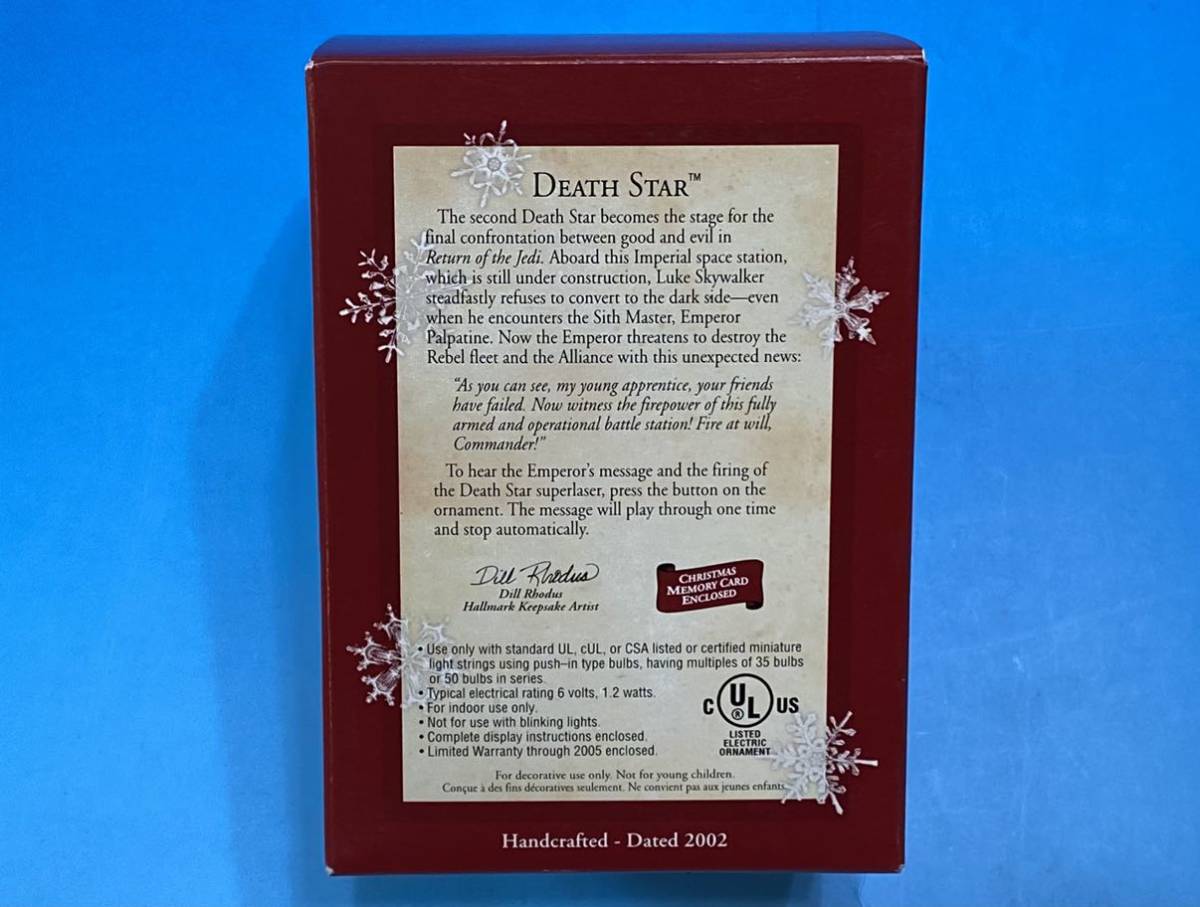 DEATH STAR™
The second Death Star becomes the stage for the
final confrontation between good and evil in
Return of the Jedi. Aboard this Imperial space station,
which is still under construction, Luke Skywalker
steadfastly refuses to convert to the dark side—even
when he encounters the Sith Master, Emperor
Palpatine. Now the Emperor threatens to destroy the
Rebel fleet and the Alliance with this unexpected news:
"As you can see, my young apprentice, your friends
have failed. Now witness the firepower of this fully
armed and operational battle station! Fire at will,
Commander!"
To hear the Emperor's message and the firing of
the Death Star superlaser, press the button on the
ornament. The message will play through one time
and stop automatically.
Dill Rhodus
Dill Rhodus
Hallmark Keepsake Artist
CHRISTMAS
MEMORY CARD
ENCLOSED
• Use only with standard UL, cUL, or CSA listed or certified miniature
light strings using push–in type bulbs, having multiples of 35 bulbs
or 50 bulbs in series.
• Typical electrical rating 6 volts, 1.2 watts.
• For indoor use only.
• Not for use with blinking lights.
• Complete display instructions enclosed.
• Limited Warranty through 2005 enclosed.
C UL® US
LISTED
ELECTRIC
ORNAMENT
For decorative use only. Not for young children.
Conçue à des fins décoratives seulement. Ne convient pas aux jeunes enfants.
Handcrafted - Dated 2002